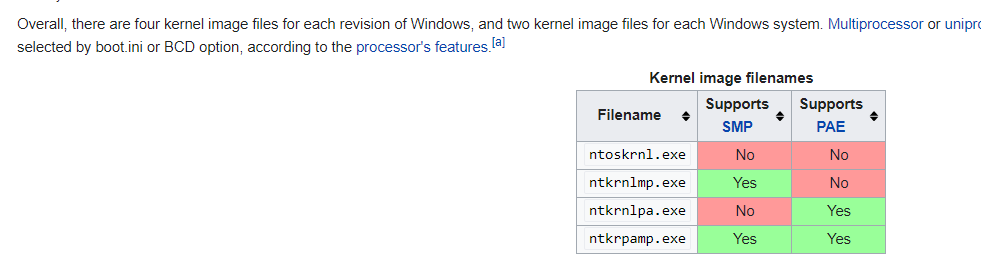 Overall, there are four kernel image files for each revision of Windows, and two kernel image files for each Windows system. Multiprocessor or unipro
selected by boot.ini or BCD option, according to the processor's features.[a]
Kernel image filenames
Filename Supports SMP Supports PAE
ntoskrnl.exe No No
ntkrnlmp.exe Yes No
ntkrnlpa.exe No Yes
ntkrpamp.exe Yes Yes